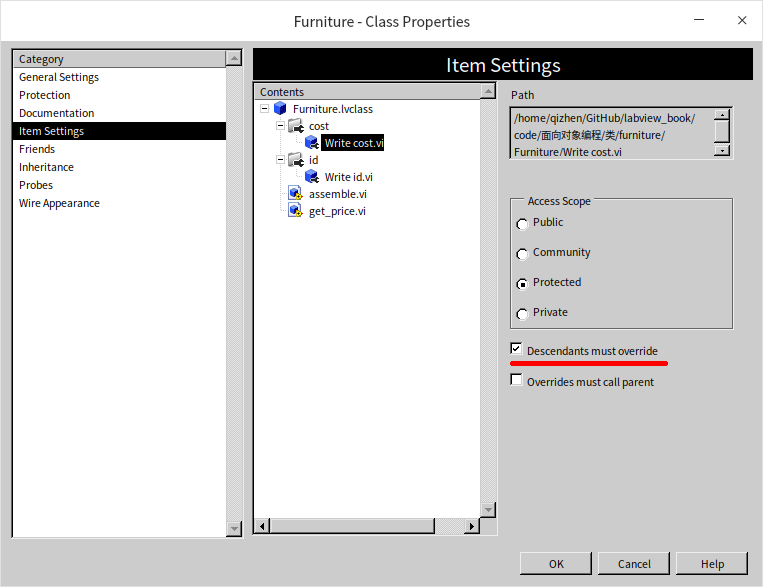 Furniture - Class Properties
Category
General Settings
Protection
Documentation
Item Settings
Friends
Inheritance
Probes
Wire Appearance
Item Settings
Contents
Furniture.lvclass
cost
Write cost.vi
id
Write id.vi
assemble.vi
get_price.vi
Path
/home/qizhen/GitHub/labview_book/
code/面向对象编程/类/furniture/
Furniture/Write cost.vi
Access Scope
Public
Community
Protected
Private
Descendants must override
Overrides must call parent
OK
Cancel
Help